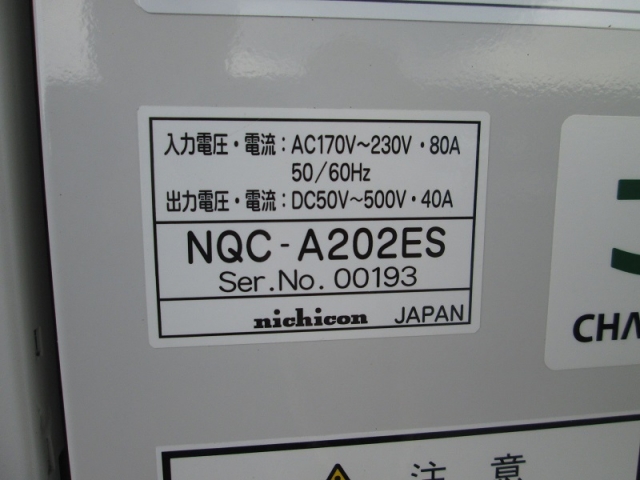 入力電圧・電流：AC170V～230V・80A
50/60Hz
出力電圧・電流：DC50V～500V・40A
NQC-A202ES
Ser.No. 00193
nichicon JAPAN
注 意